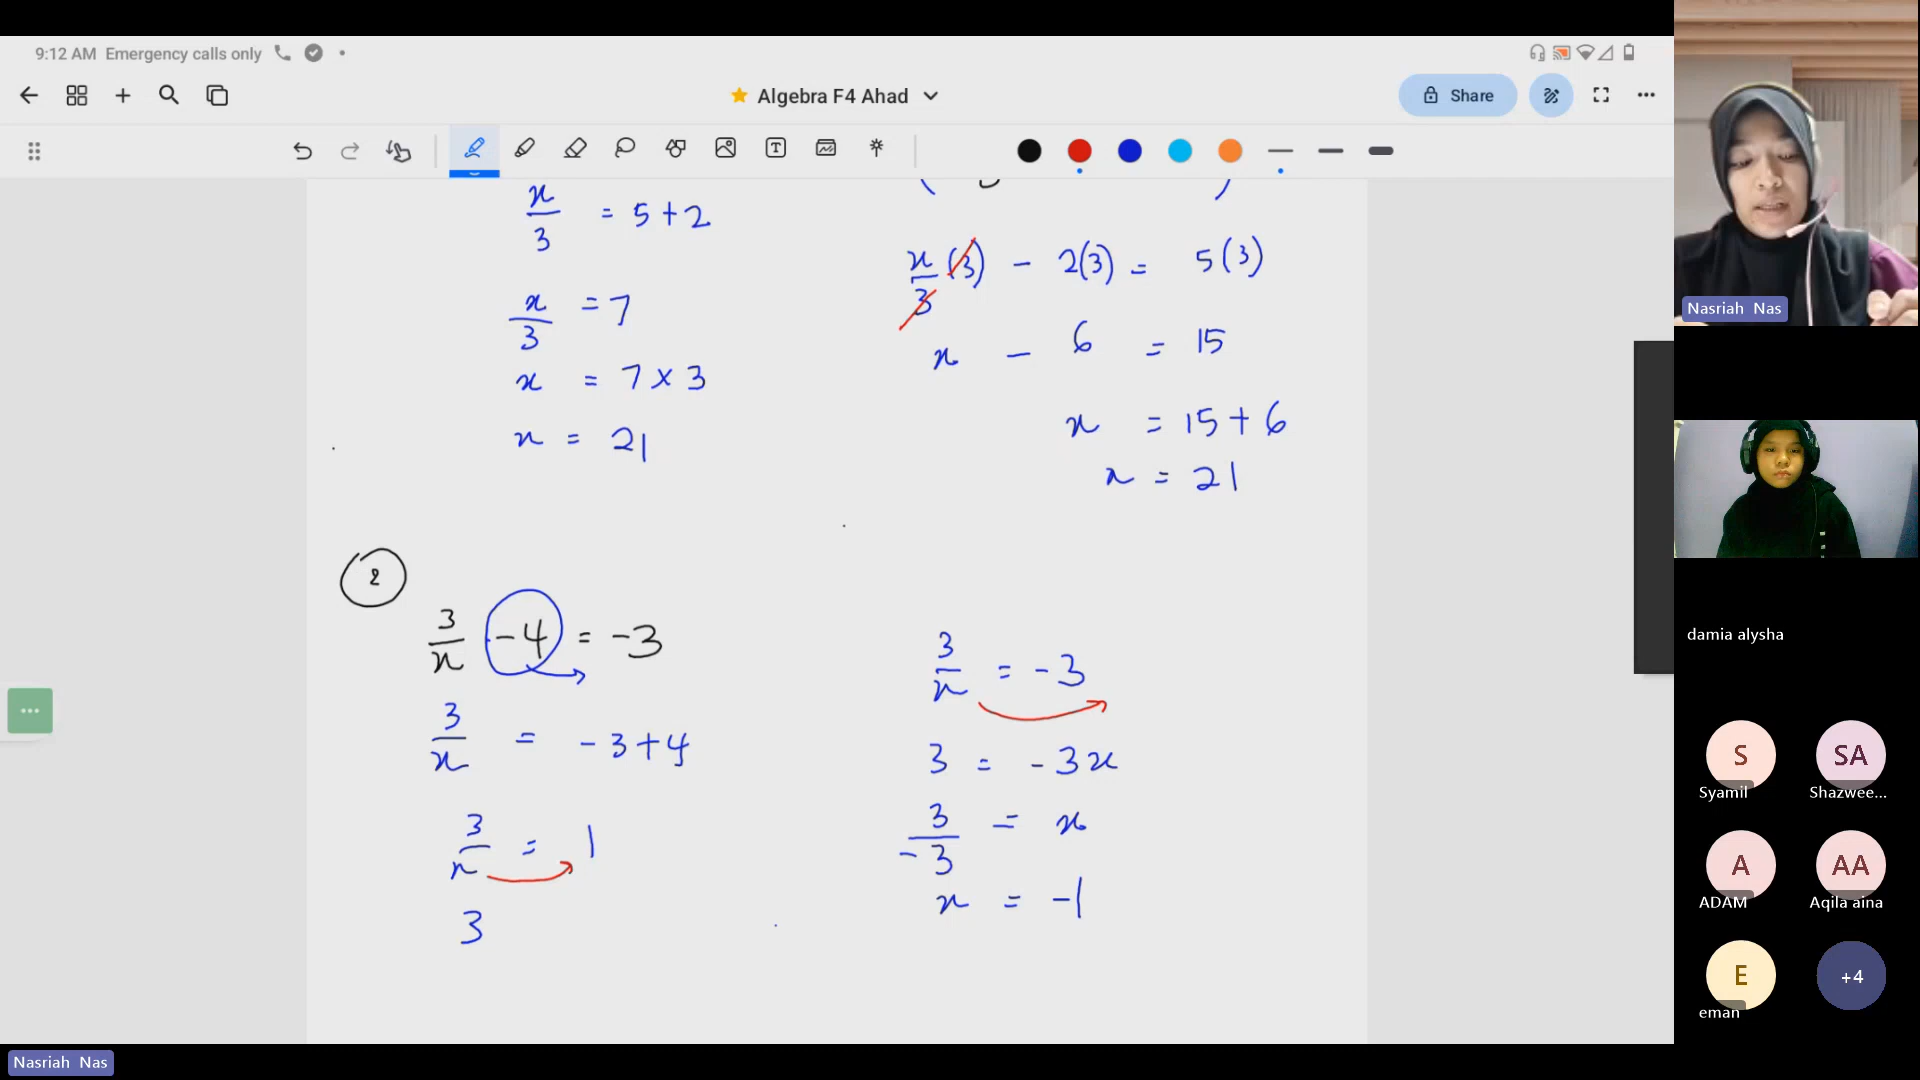 9:12 AM Emergency calls only
Algebra F4 Ahad
Share
x/3 = 5 + 2
x/3 = 7
x = 7 × 3
x = 21
x/3 (3) - 2(3) = 5(3)
x - 6 = 15
x = 15 + 6
x = 21
2
3/x - 4 = -3
3/x = -3 + 4
3/x = 1
3
3/x = -3
3 = -3x
3/-3 = x
x = -1
Nasriah Nas
damia alysha
S
Syamil
SA
Shazwee...
A
ADAM
AA
Aqila aina
E
eman
+4
Nasriah Nas